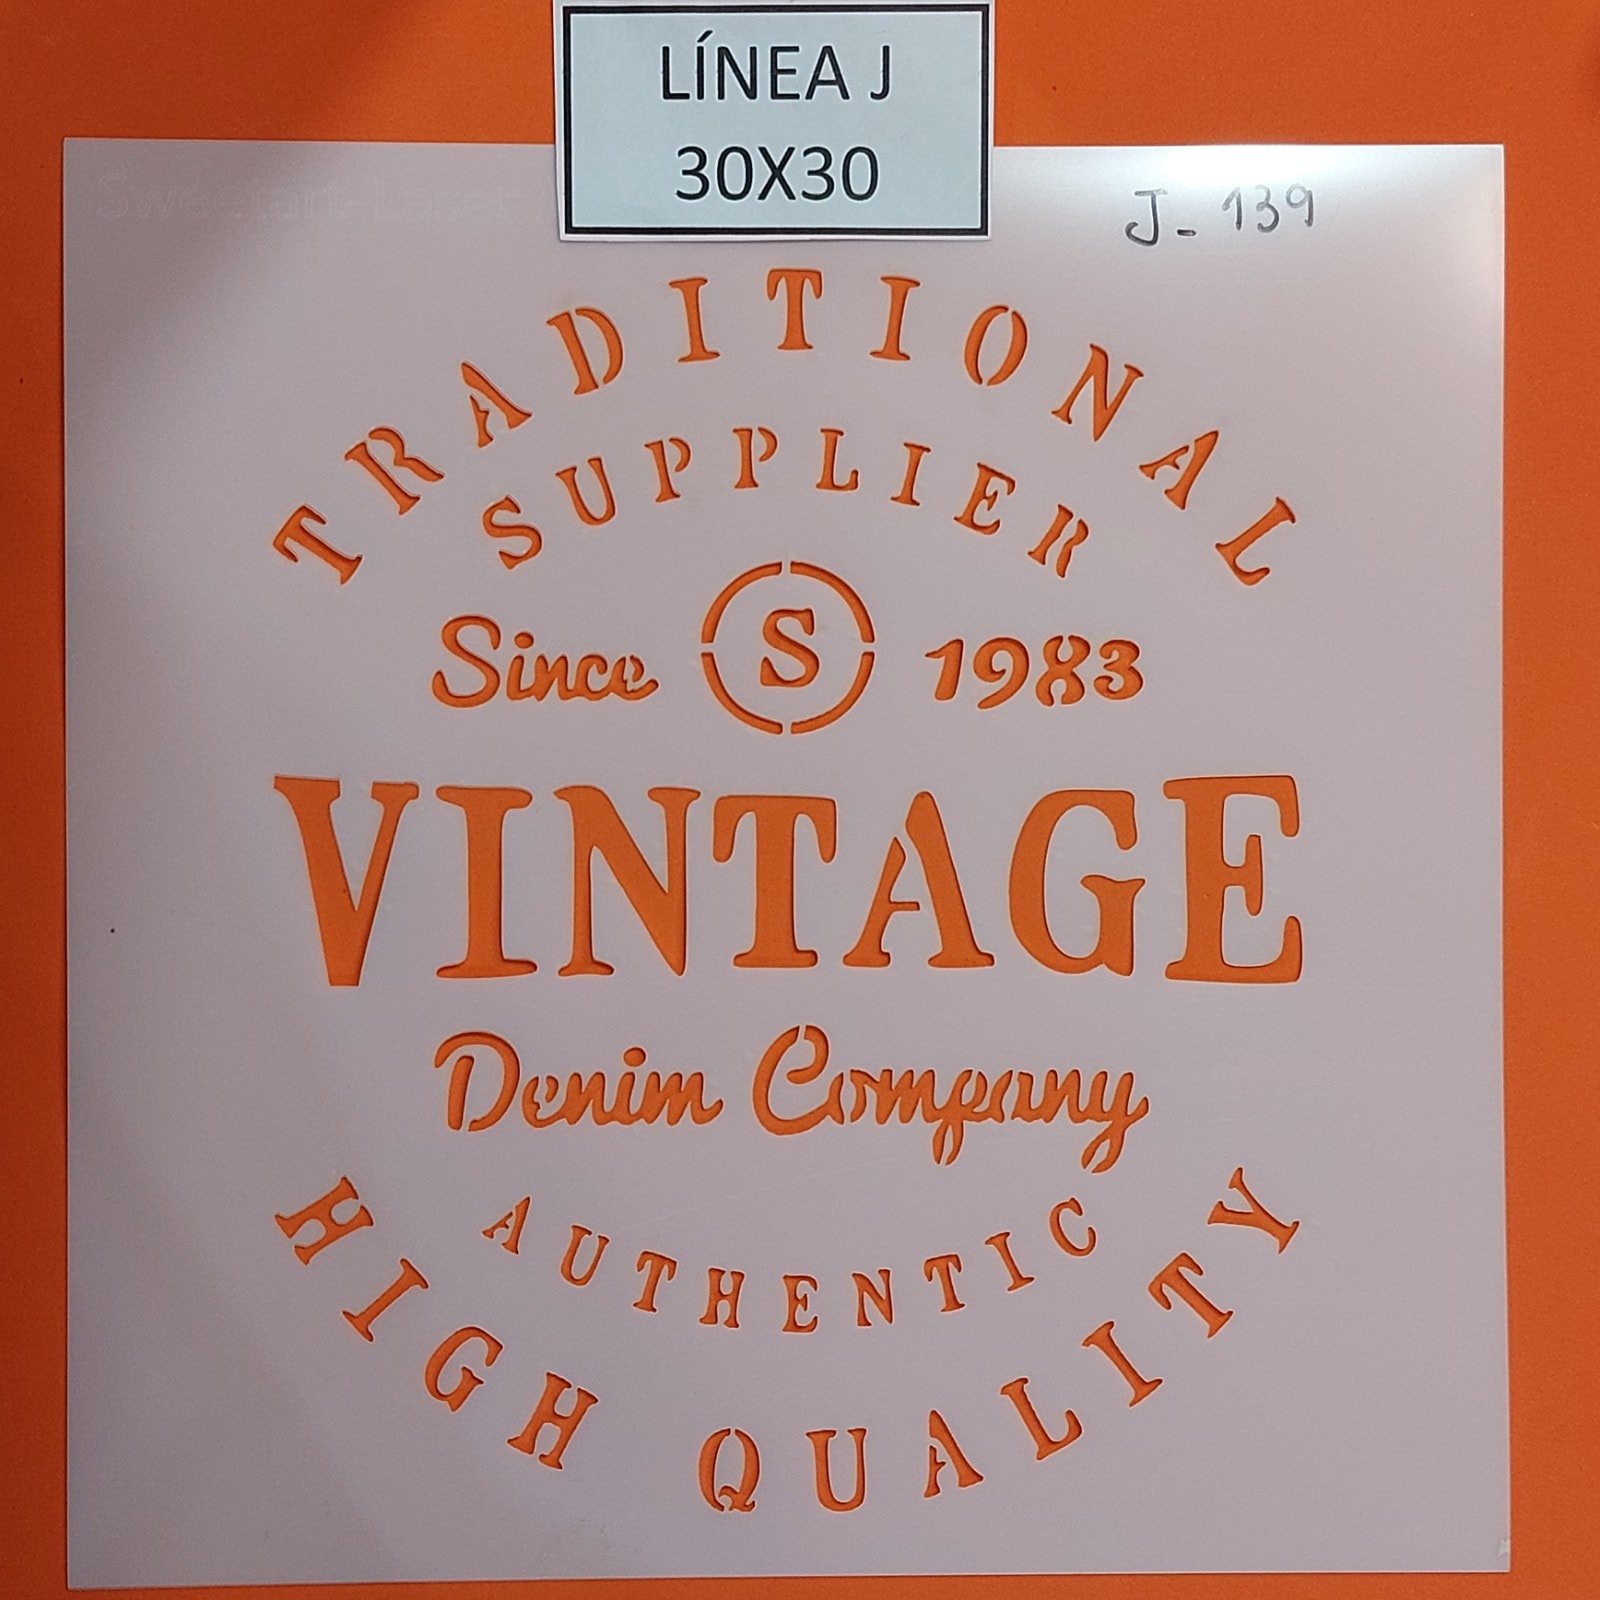 LÍNEA J
30X30
J-139
TRADITIONAL
SUPPLIER
Since S 1983
VINTAGE
Denim Company
AUTHENTIC
HIGH QUALITY